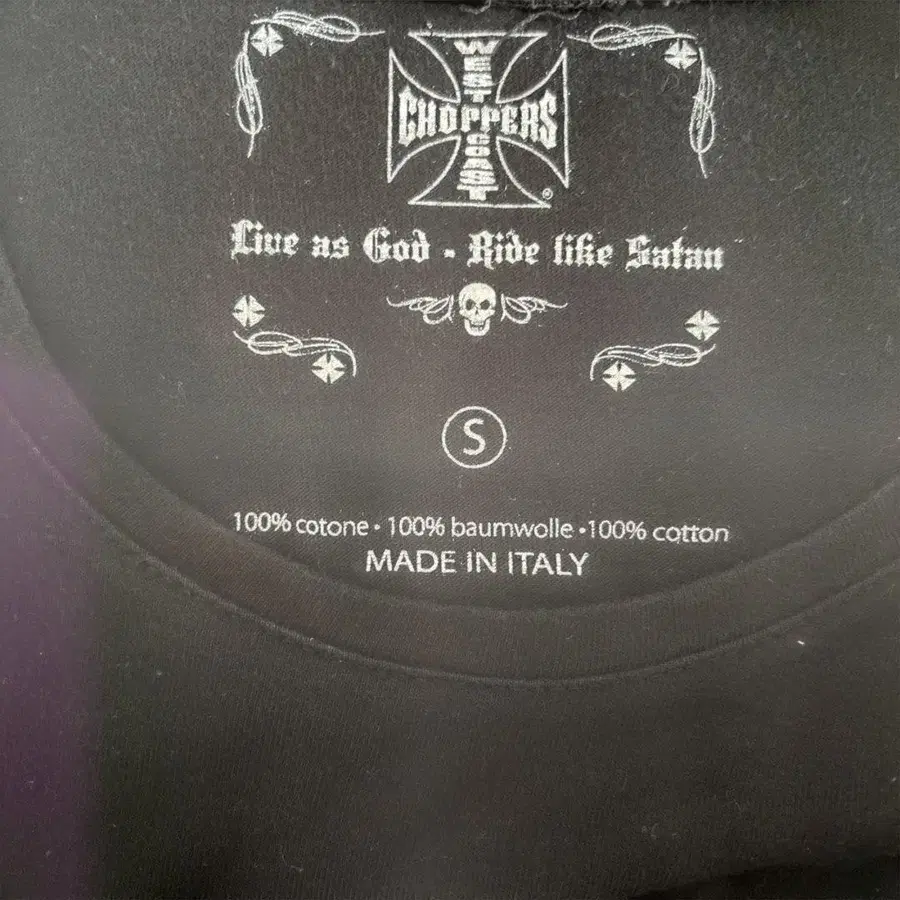 WEST COAST
CHOPPERS
®
Live as God - Ride like Satan
S
100% cotone • 100% baumwolle •100% cotton
MADE IN ITALY